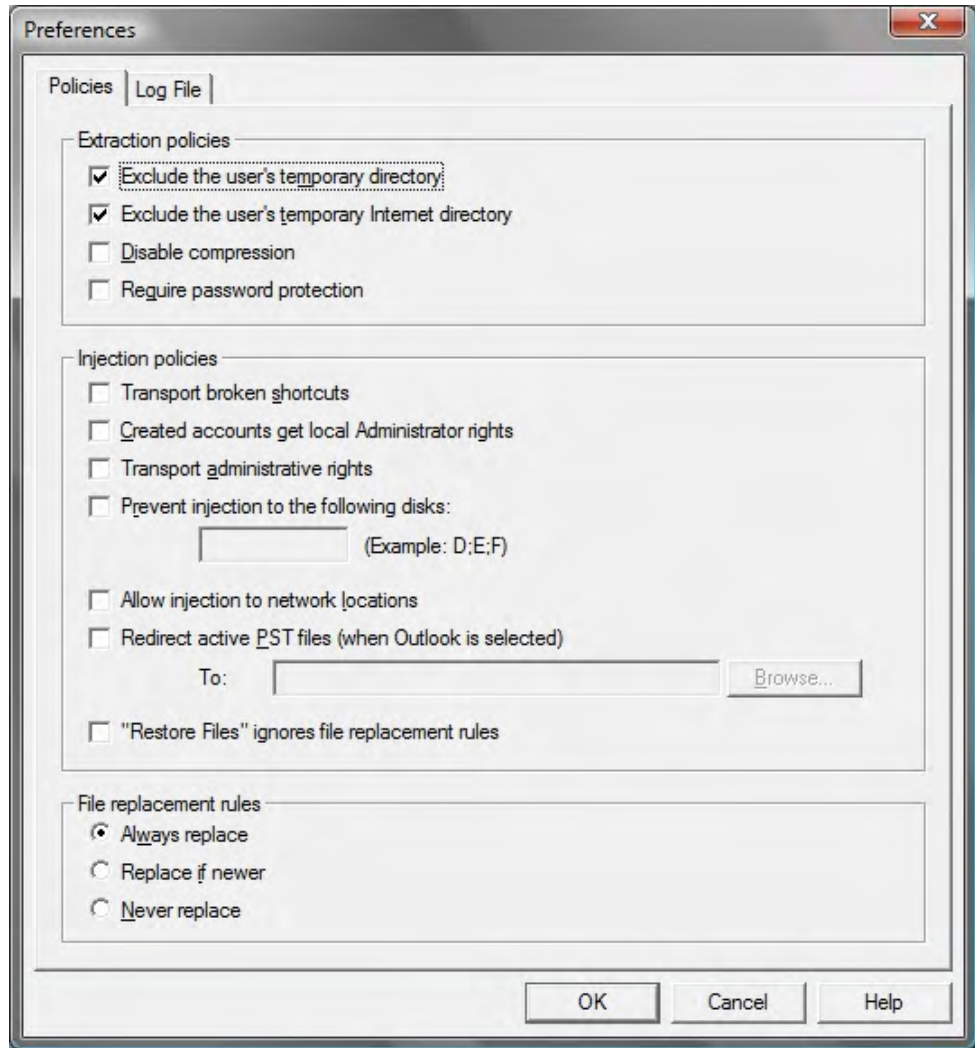 Preferences
Policies Log File
Extraction policies
Exclude the user's temporary directory
Exclude the user's temporary Internet directory
Disable compression
Require password protection
Injection policies
Transport broken shortcuts
Created accounts get local Administrator rights
Transport administrative rights
Prevent injection to the following disks:
(Example: D;E;F)
Allow injection to network locations
Redirect active PST files (when Outlook is selected)
To: Browse...
"Restore Files" ignores file replacement rules
File replacement rules
Always replace
Replace if newer
Never replace
OK Cancel Help